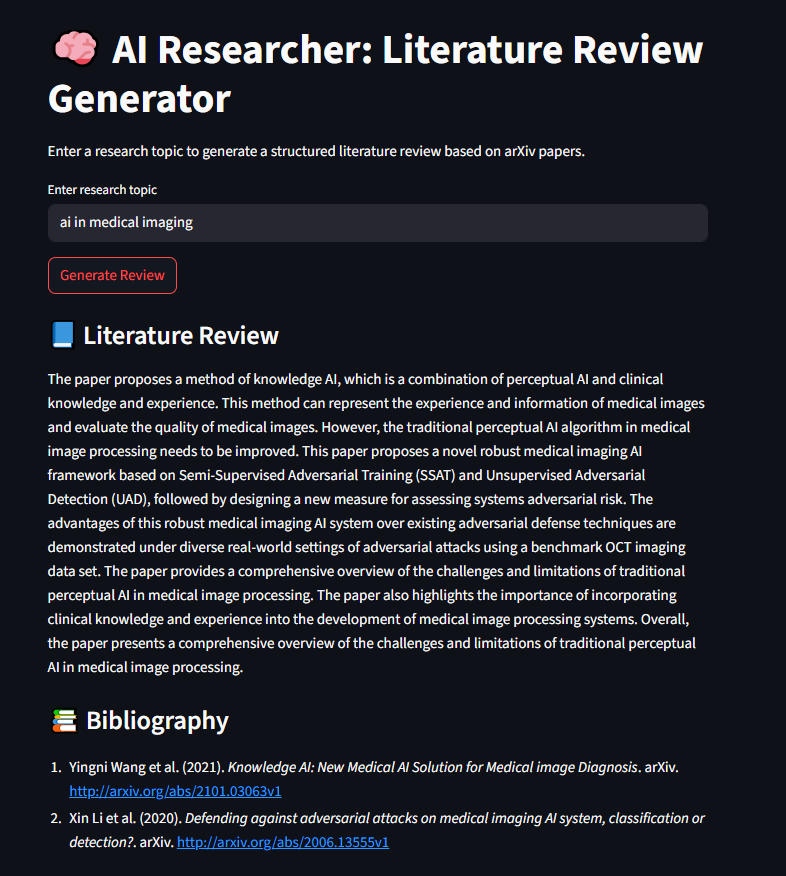 🧠 AI Researcher: Literature Review
Generator
Enter a research topic to generate a structured literature review based on arXiv papers.
Enter research topic
ai in medical imaging
Generate Review
📘 Literature Review
The paper proposes a method of knowledge AI, which is a combination of perceptual AI and clinical
knowledge and experience. This method can represent the experience and information of medical images
and evaluate the quality of medical images. However, the traditional perceptual AI algorithm in medical
image processing needs to be improved. This paper proposes a novel robust medical imaging AI
framework based on Semi-Supervised Adversarial Training (SSAT) and Unsupervised Adversarial
Detection (UAD), followed by designing a new measure for assessing systems adversarial risk. The
advantages of this robust medical imaging AI system over existing adversarial defense techniques are
demonstrated under diverse real-world settings of adversarial attacks using a benchmark OCT imaging
data set. The paper provides a comprehensive overview of the challenges and limitations of traditional
perceptual AI in medical image processing. The paper also highlights the importance of incorporating
clinical knowledge and experience into the development of medical image processing systems. Overall,
the paper presents a comprehensive overview of the challenges and limitations of traditional perceptual
AI in medical image processing.
📚 Bibliography
1. Yingni Wang et al. (2021). Knowledge AI: New Medical AI Solution for Medical image Diagnosis. arXiv.
http://arxiv.org/abs/2101.03063v1
2. Xin Li et al. (2020). Defending against adversarial attacks on medical imaging AI system, classification or
detection?. arXiv. http://arxiv.org/abs/2006.13555v1